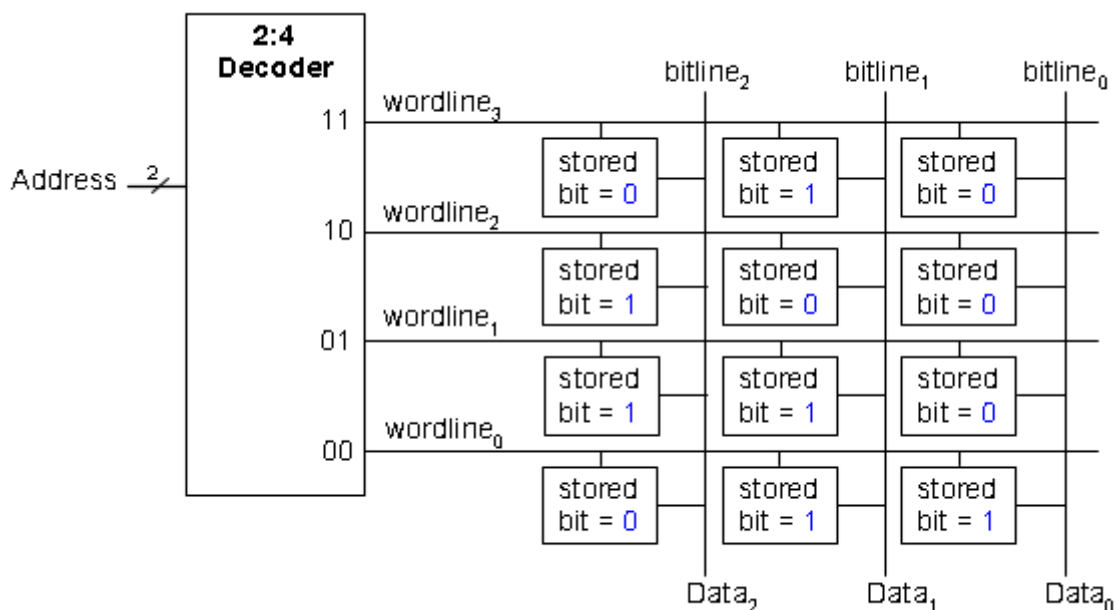 2:4
Decoder
bitline₂ bitline₁ bitline₀
11 wordline₃
Address 2
stored bit = 0
stored bit = 1
stored bit = 0
10 wordline₂
stored bit = 1
stored bit = 0
stored bit = 0
01 wordline₁
stored bit = 1
stored bit = 1
stored bit = 0
00 wordline₀
stored bit = 0
stored bit = 1
stored bit = 1
Data₂ Data₁ Data₀